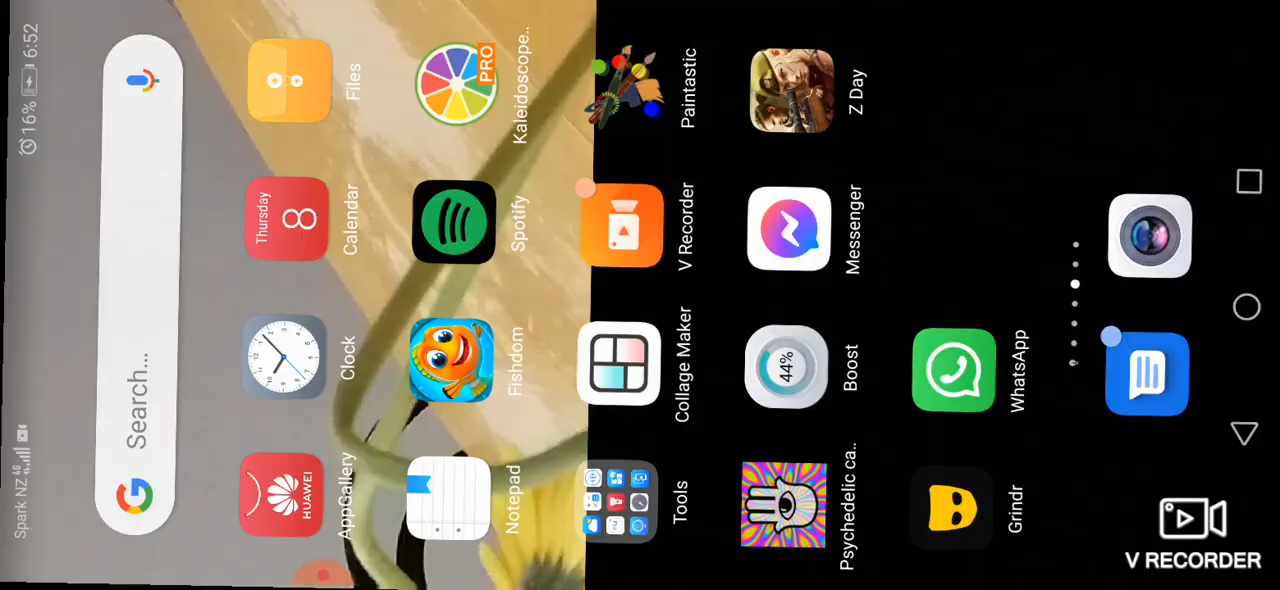 Spark NZ 4G
16% 6:52
Search...
HUAWEI
AppGallery
Clock
Thursday
8
Calendar
Files
Notepad
Fishdom
Spotify
PRO
Kaleidoscope..
Tools
Collage Maker
V Recorder
Paintastic
Psychedelic ca..
44%
Boost
Messenger
Z Day
Grindr
WhatsApp
V RECORDER